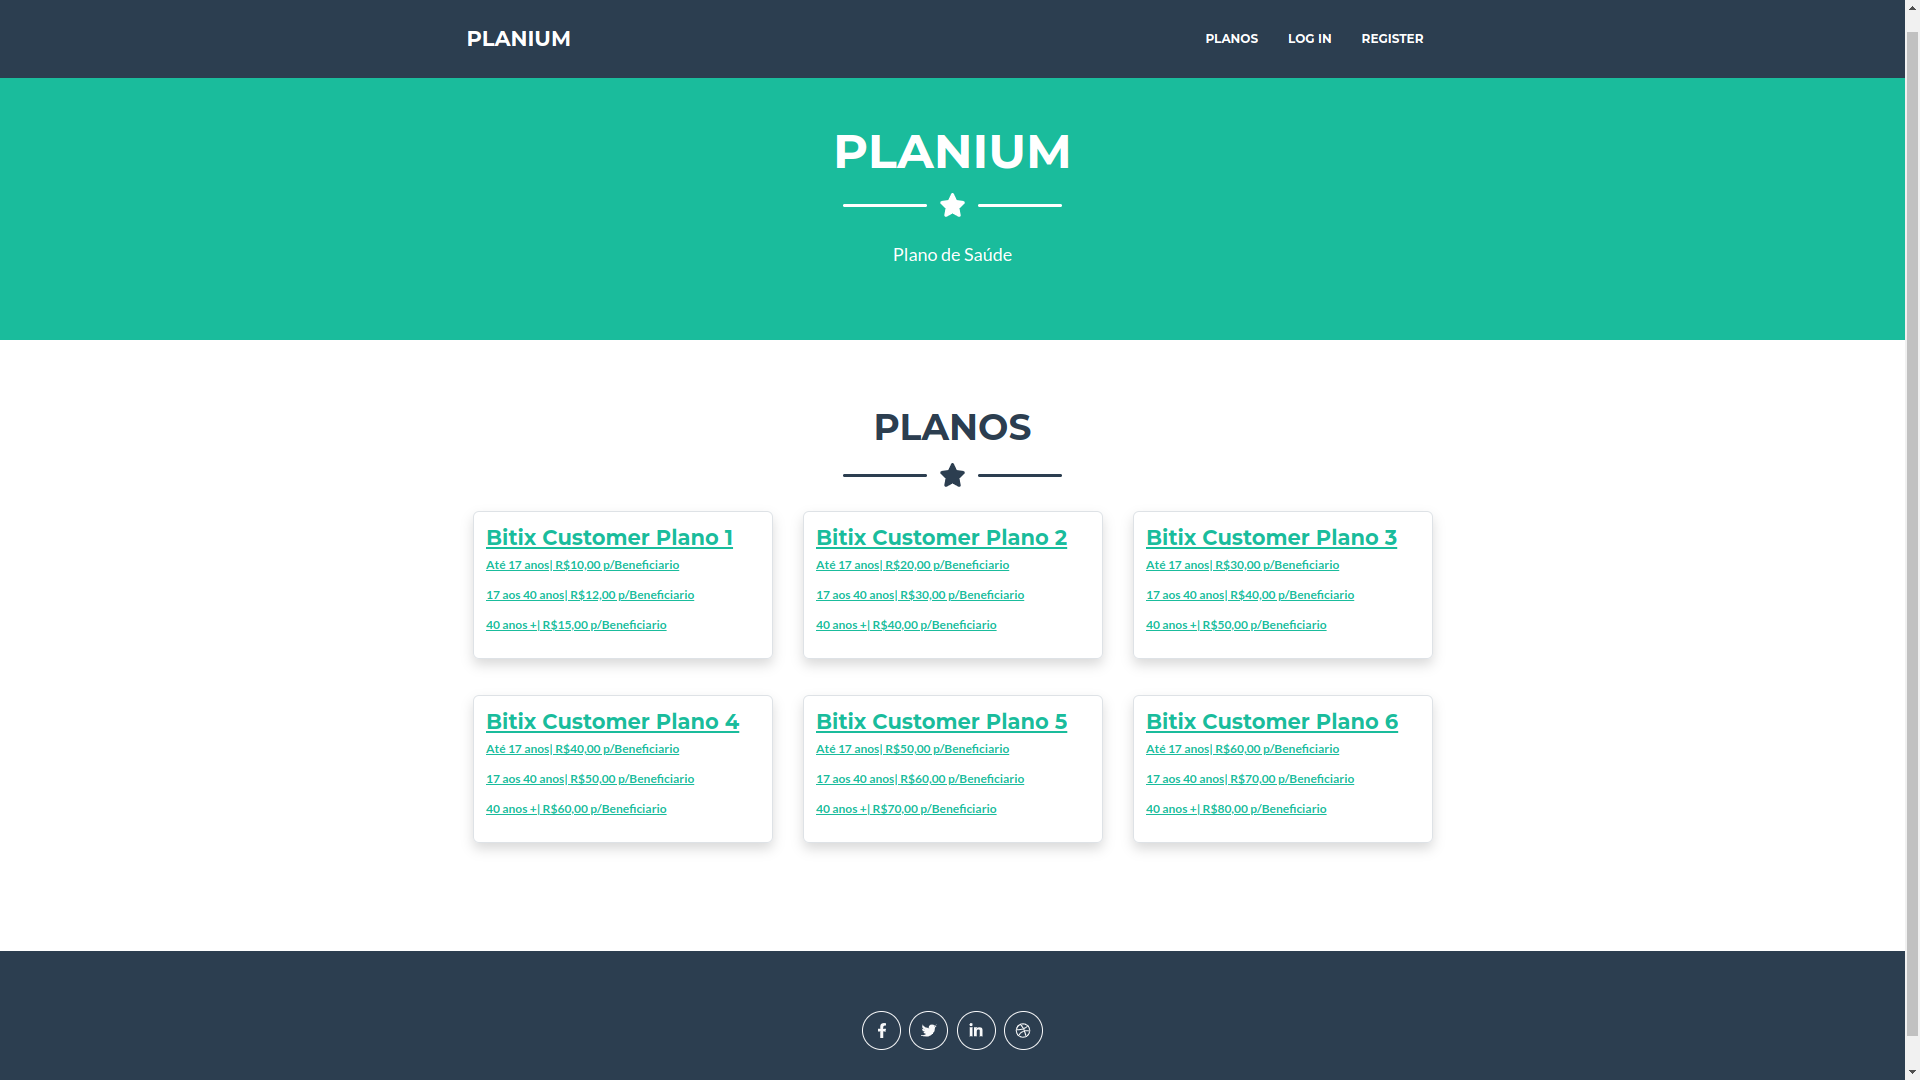 PLANIUM
PLANOS
LOG IN
REGISTER
PLANIUM
Plano de Saúde
PLANOS
Bitix Customer Plano 1
Até 17 anos| R$10,00 p/Beneficiario
17 aos 40 anos| R$12,00 p/Beneficiario
40 anos +| R$15,00 p/Beneficiario
Bitix Customer Plano 2
Até 17 anos| R$20,00 p/Beneficiario
17 aos 40 anos| R$30,00 p/Beneficiario
40 anos +| R$40,00 p/Beneficiario
Bitix Customer Plano 3
Até 17 anos| R$30,00 p/Beneficiario
17 aos 40 anos| R$40,00 p/Beneficiario
40 anos +| R$50,00 p/Beneficiario
Bitix Customer Plano 4
Até 17 anos| R$40,00 p/Beneficiario
17 aos 40 anos| R$50,00 p/Beneficiario
40 anos +| R$60,00 p/Beneficiario
Bitix Customer Plano 5
Até 17 anos| R$50,00 p/Beneficiario
17 aos 40 anos| R$60,00 p/Beneficiario
40 anos +| R$70,00 p/Beneficiario
Bitix Customer Plano 6
Até 17 anos| R$60,00 p/Beneficiario
17 aos 40 anos| R$70,00 p/Beneficiario
40 anos +| R$80,00 p/Beneficiario